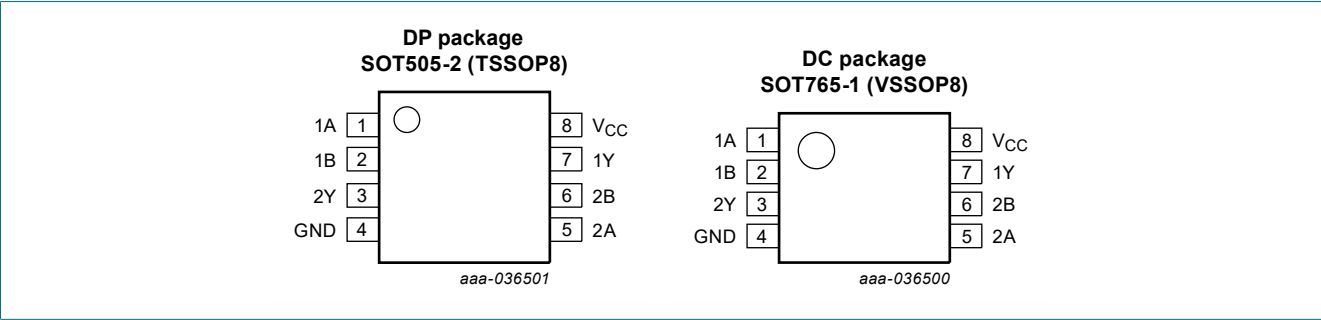 DP package
SOT505-2 (TSSOP8)
1A 1 8 VCC
1B 2 7 1Y
2Y 3 6 2B
GND 4 5 2A
aaa-036501
DC package
SOT765-1 (VSSOP8)
1A 1 8 VCC
1B 2 7 1Y
2Y 3 6 2B
GND 4 5 2A
aaa-036500